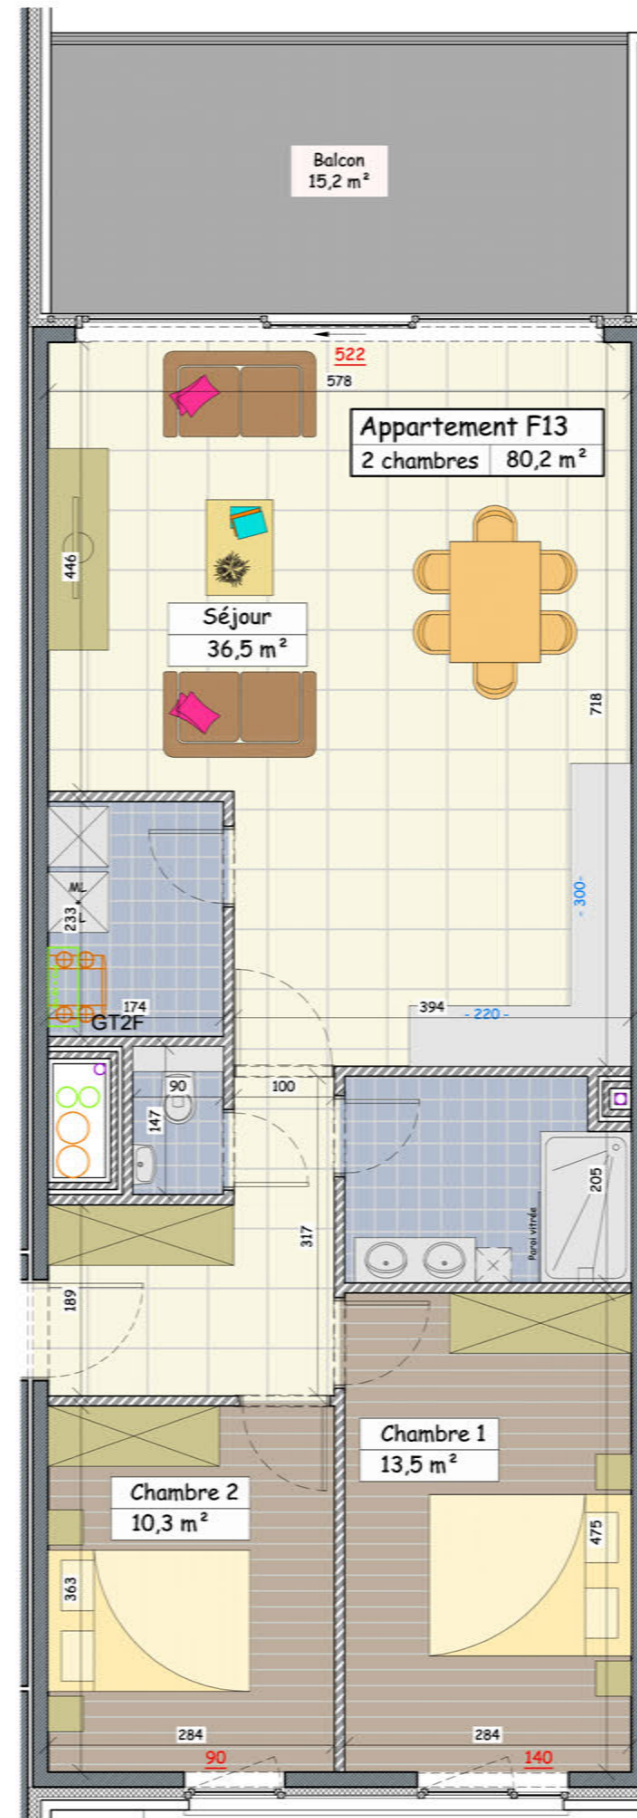 Balcon
15,2 m²
522
578
Appartement F13
2 chambres 80,2 m²
446
Séjour
36,5 m²
718
ML
233
L
- 300-
174
GT2F
394
- 220 -
90
100
147
205
Paroi vitrée
317
189
Chambre 1
13,5 m²
Chambre 2
10,3 m²
475
363
284
284
90
140